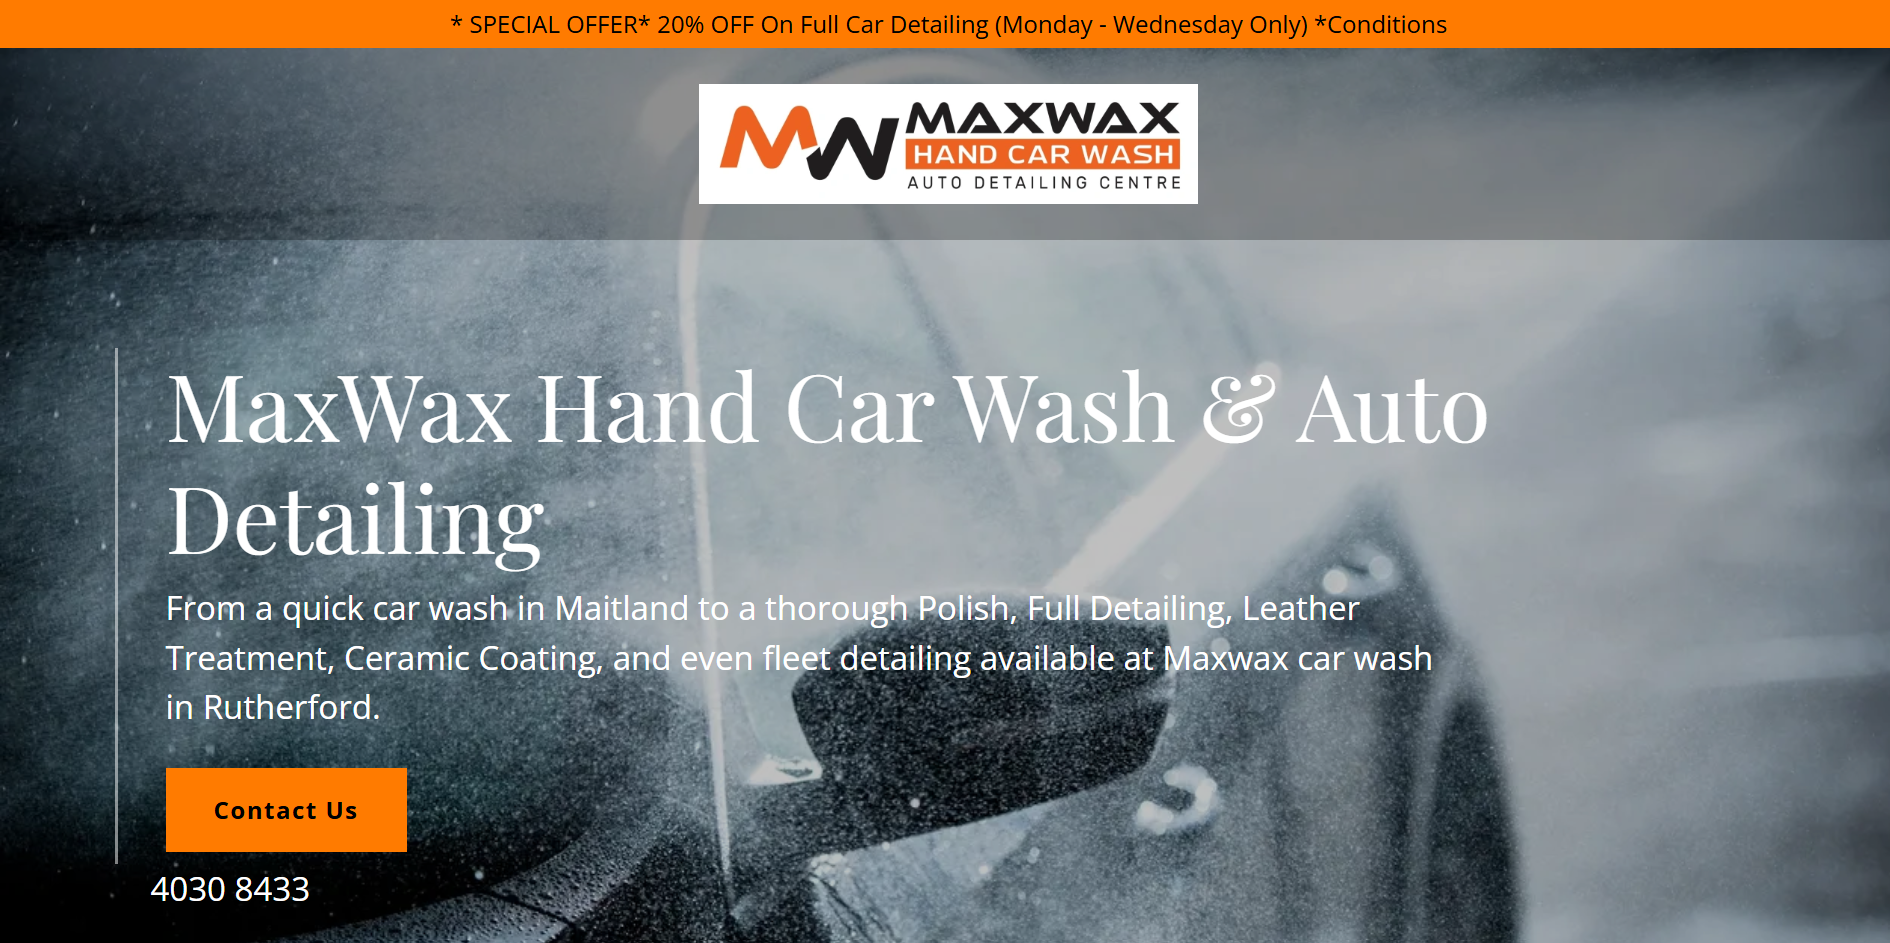 * SPECIAL OFFER* 20% OFF On Full Car Detailing (Monday - Wednesday Only) *Conditions
MW MAXWAX
HAND CAR WASH
AUTO DETAILING CENTRE
MaxWax Hand Car Wash & Auto
Detailing
From a quick car wash in Maitland to a thorough Polish, Full Detailing, Leather
Treatment, Ceramic Coating, and even fleet detailing available at Maxwax car wash
in Rutherford.
Contact Us
4030 8433